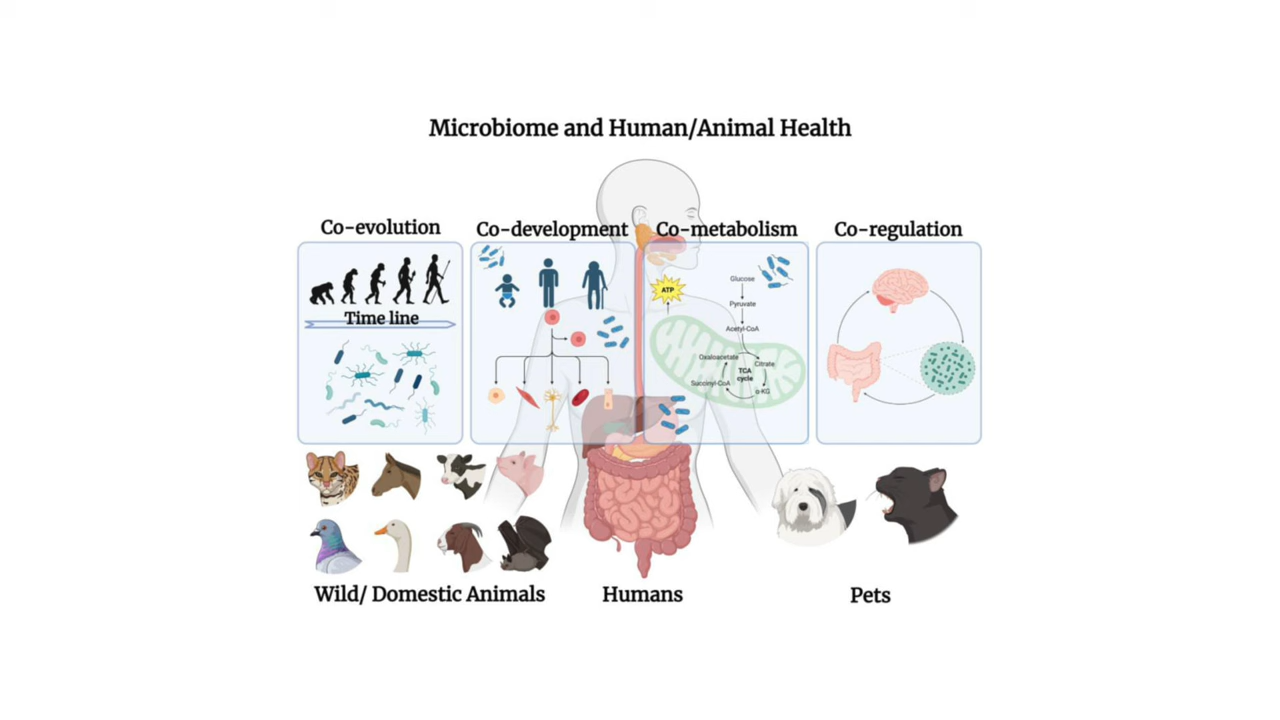 Microbiome and Human/Animal Health
Co-evolution
Co-development
Co-metabolism
Co-regulation
Time line
ATP
Glucose
Pyruvate
Acetyl-CoA
Oxaloacetate
Citrate
TCA
cycle
Succinyl-CoA
α-KG
Wild/ Domestic Animals
Humans
Pets